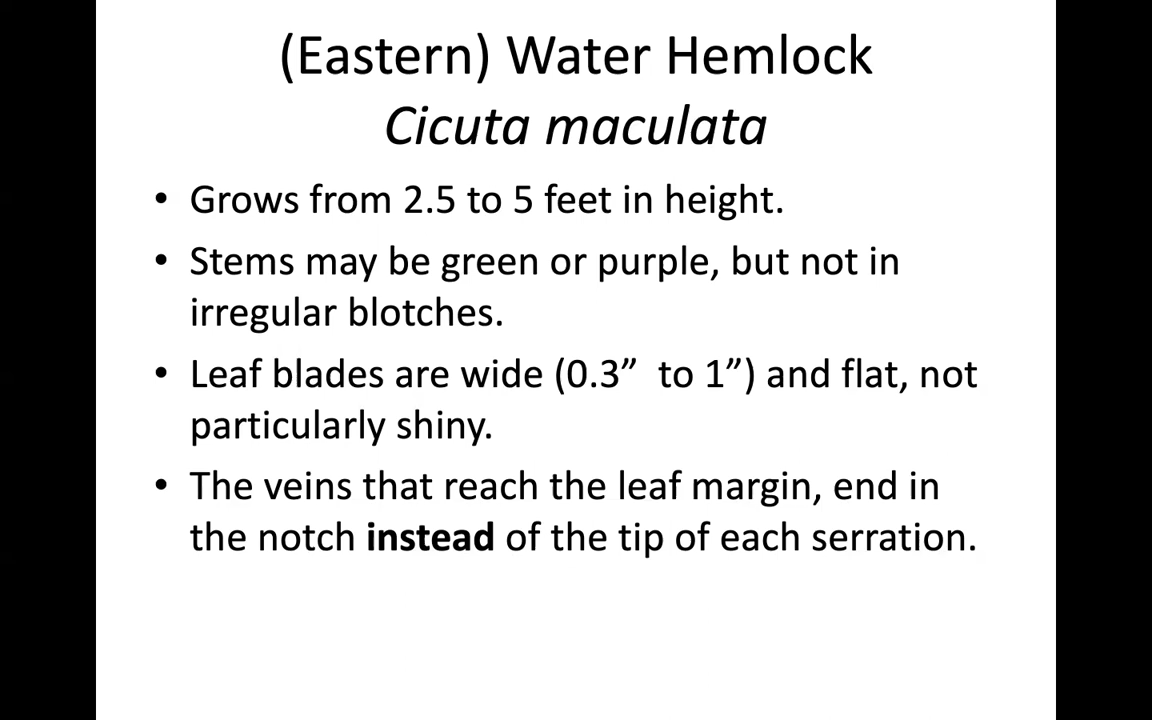 (Eastern) Water Hemlock
Cicuta maculata
• Grows from 2.5 to 5 feet in height.
• Stems may be green or purple, but not in
irregular blotches.
• Leaf blades are wide (0.3” to 1”) and flat, not
particularly shiny.
• The veins that reach the leaf margin, end in
the notch instead of the tip of each serration.